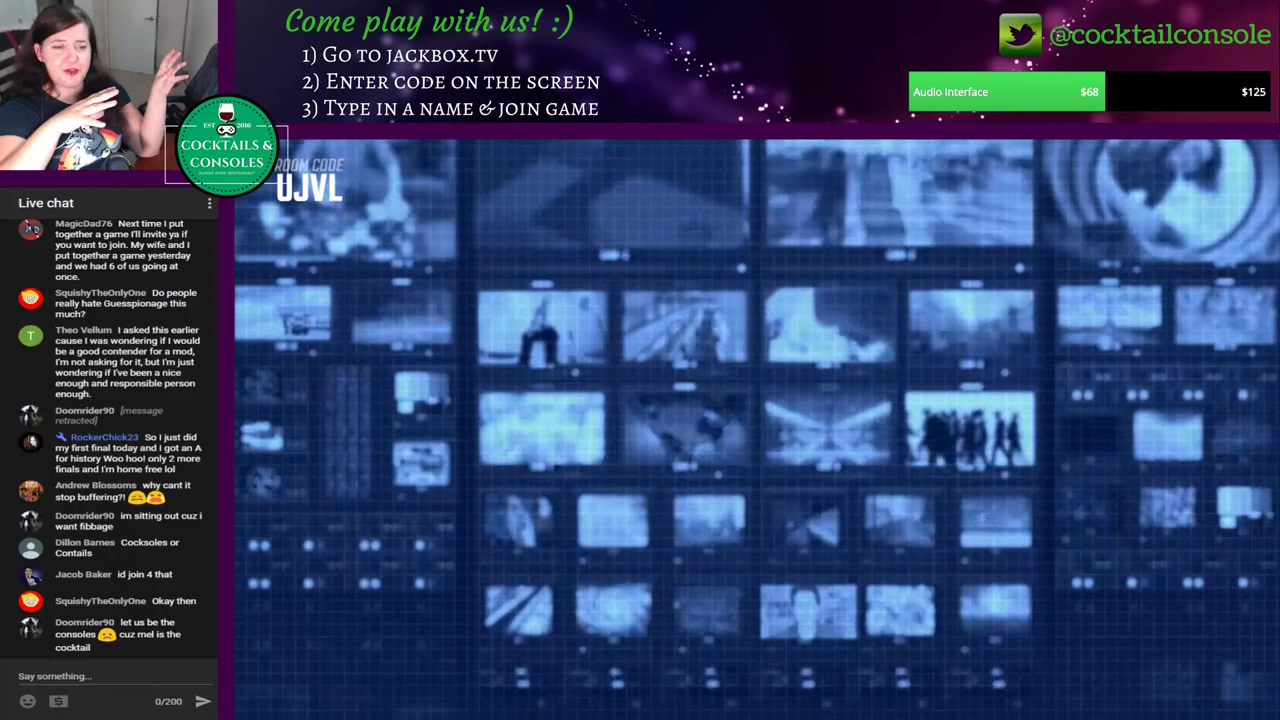 Come play with us! :)
1) Go to jackbox.tv
2) Enter code on the screen
3) Type in a name & join game
@cocktailconsole
Audio Interface $68 $125
EST 2016
COCKTAILS &
CONSOLES
ROOM CODE
UJVL
Live chat
MagicDad76 Next time I put
together a game I'll invite ya if
you want to join. My wife and I
put together a game yesterday
and we had 6 of us going at
once.
SquishyTheOnlyOne Do people
really hate Guesspionage this
much?
T
Theo Vellum I asked this earlier
cause I was wondering if I would
be a good contender for a mod,
I'm not asking for it, but I'm just
wondering if I've been a nice
enough and responsible person
enough.
Doomrider90 [message
retracted]
RockerChick23 So I just did
my first final today and I got an A
for history Woo hoo! only 2 more
finals and I'm home free lol
Andrew Blossoms why cant it
stop buffering?! 😔😫
Doomrider90 im sitting out cuz i
want fibbage
Dillon Barnes Cocksoles or
Contails
Jacob Baker id join 4 that
SquishyTheOnlyOne Okay then
Doomrider90 let us be the
consoles ☹️ cuz mel is the
cocktail
Say something...
0/200